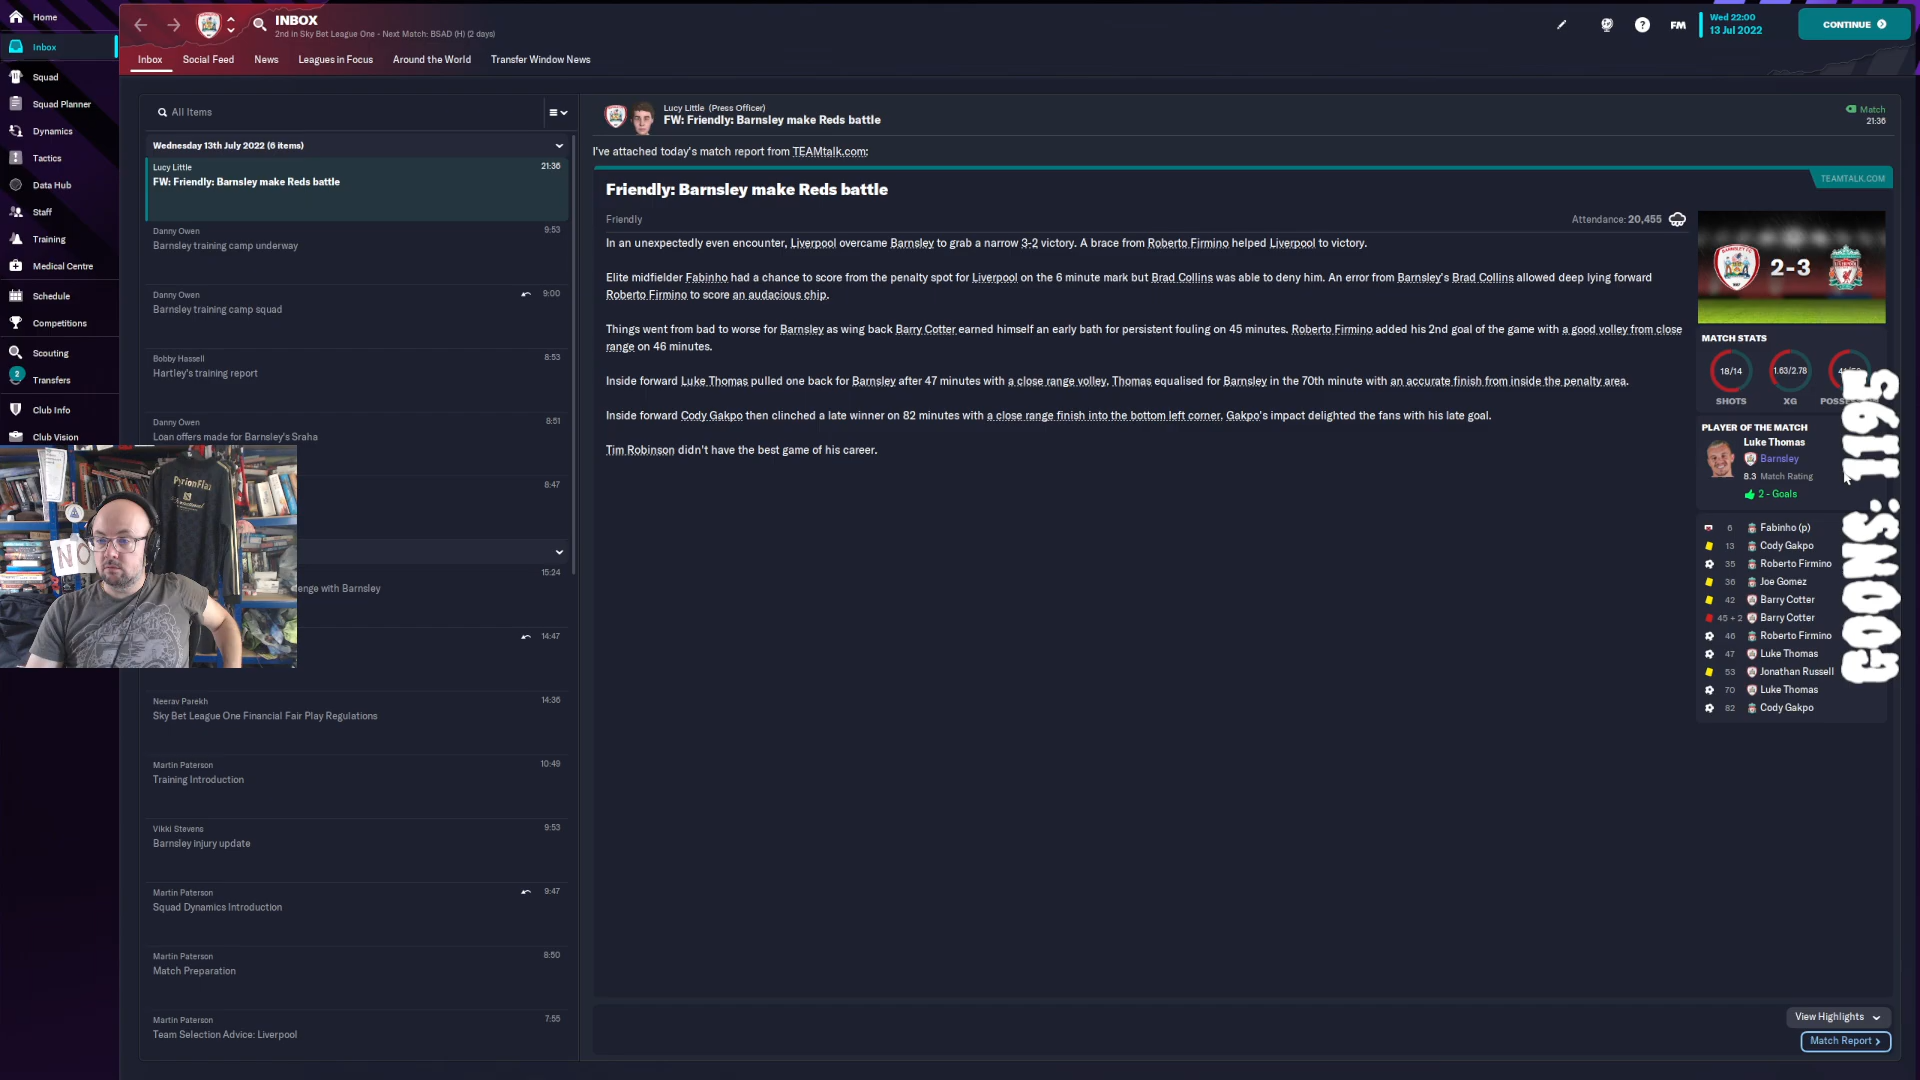 Home
Inbox
Squad
Squad Planner
Dynamics
Tactics
Data Hub
Staff
Training
Medical Centre
Schedule
Competitions
Scouting
2
Transfers
Club Info
Club Vision
INBOX
2nd in Sky Bet League One - Next Match: BSAD (H) (2 days)
FM
Wed 22:00
13 Jul 2022
CONTINUE
Inbox Social Feed News Leagues in Focus Around the World Transfer Window News
All Items
Wednesday 13th July 2022 (6 items)
Lucy Little 21:36
FW: Friendly: Barnsley make Reds battle
Danny Owen 9:53
Barnsley training camp underway
Danny Owen 9:00
Barnsley training camp squad
Bobby Hassell 8:53
Hartley's training report
Danny Owen 8:51
Loan offers made for Barnsley's Sraha
8:47
15:24
enge with Barnsley
14:47
Neerav Parekh 14:36
Sky Bet League One Financial Fair Play Regulations
Martin Paterson 10:49
Training Introduction
Vikki Stevens 9:53
Barnsley injury update
Martin Paterson 9:47
Squad Dynamics Introduction
Martin Paterson 8:50
Match Preparation
Martin Paterson 7:55
Team Selection Advice: Liverpool
Lucy Little (Press Officer)
FW: Friendly: Barnsley make Reds battle
Match
21:36
I've attached today's match report from TEAMtalk.com:
TEAMTALK.COM
Friendly: Barnsley make Reds battle
Friendly
Attendance: 20,455
In an unexpectedly even encounter, Liverpool overcame Barnsley to grab a narrow 3-2 victory. A brace from Roberto Firmino helped Liverpool to victory.
Elite midfielder Fabinho had a chance to score from the penalty spot for Liverpool on the 6 minute mark but Brad Collins was able to deny him. An error from Barnsley's Brad Collins allowed deep lying forward
Roberto Firmino to score an audacious chip.
Things went from bad to worse for Barnsley as wing back Barry Cotter earned himself an early bath for persistent fouling on 45 minutes. Roberto Firmino added his 2nd goal of the game with a good volley from close
range on 46 minutes.
Inside forward Luke Thomas pulled one back for Barnsley after 47 minutes with a close range volley. Thomas equalised for Barnsley in the 70th minute with an accurate finish from inside the penalty area.
Inside forward Cody Gakpo then clinched a late winner on 82 minutes with a close range finish into the bottom left corner. Gakpo's impact delighted the fans with his late goal.
Tim Robinson didn't have the best game of his career.
2-3
MATCH STATS
18/14
1.63/2.78
SHOTS
XG
POSSE
PLAYER OF THE MATCH
Luke Thomas
Barnsley
8.3 Match Rating
2 - Goals
6 Fabinho (p)
13 Cody Gakpo
35 Roberto Firmino
36 Joe Gomez
42 Barry Cotter
45 + 2 Barry Cotter
46 Roberto Firmino
47 Luke Thomas
53 Jonathan Russell
70 Luke Thomas
82 Cody Gakpo
GOONS: 1195
View Highlights
Match Report
PyrionFlax
NO